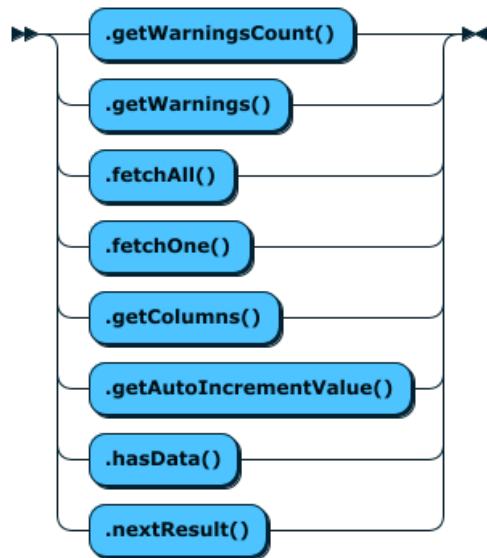 .getWarningsCount()
.getWarnings()
.fetchAll()
.fetchOne()
.getColumns()
.getAutoIncrementValue()
.hasData()
.nextResult()